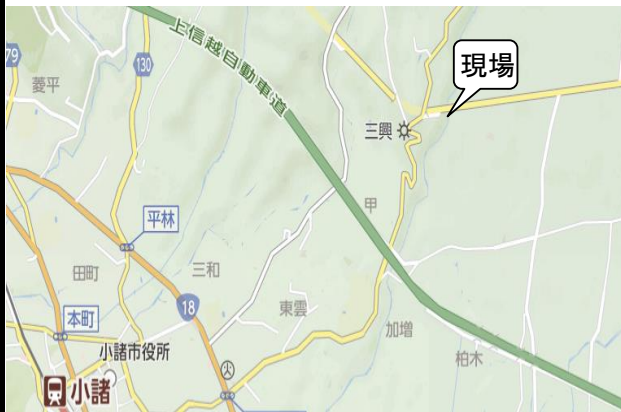 上信越自動車道
現場
79
130
菱平
三興
甲
平林
田町
三和
18
東雲
本町
加増
小諸市役所
柏木
火
小諸